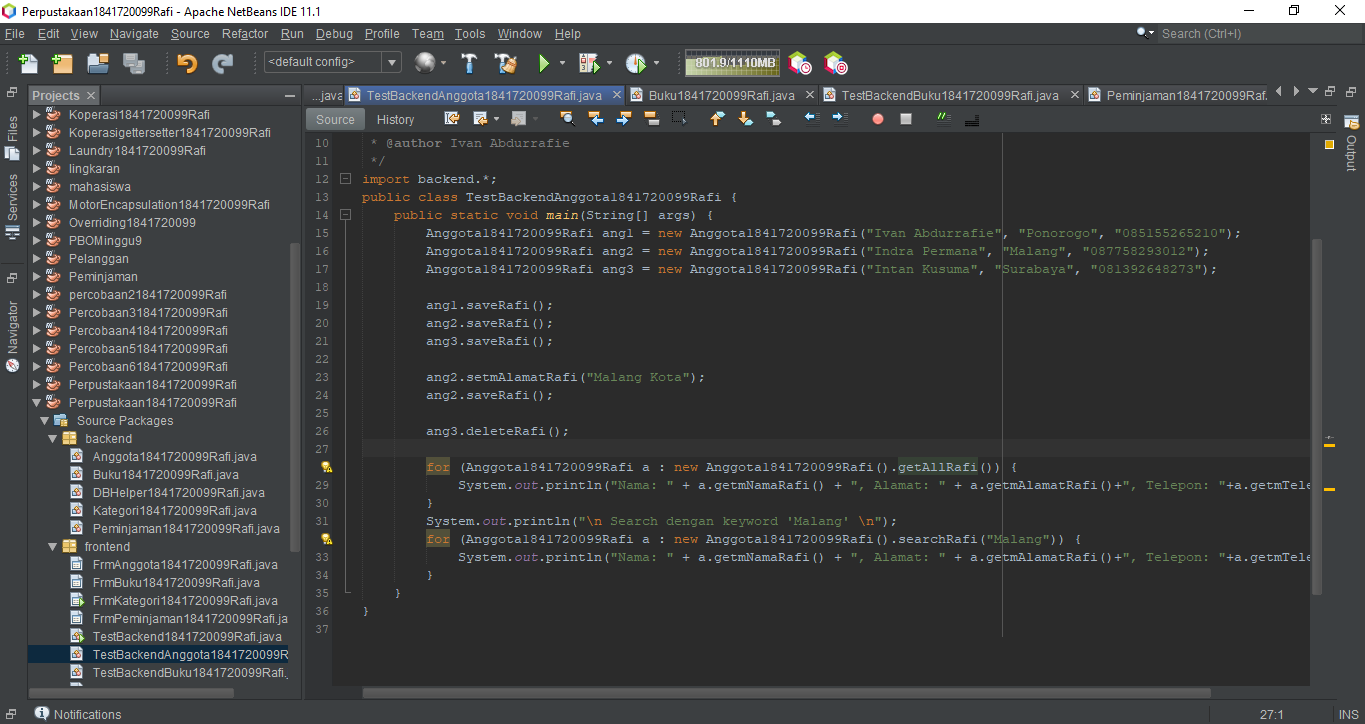 Perpustakaan1841720099Rafi - Apache NetBeans IDE 11.1
File Edit View Navigate Source Refactor Run Debug Profile Team Tools Window Help
Search (Ctrl+I)
<default config>
801.9/1110MB
Projects
...java
TestBackendAnggota1841720099Rafi.java
Buku1841720099Rafi.java
TestBackendBuku1841720099Rafi.java
Peminjaman1841720099Raf.
Source History
Files
Services
Navigator
Output
Koperasi1841720099Rafi
Koperasigettersetter1841720099Rafi
Laundry1841720099Rafi
lingkaran
mahasiswa
MotorEncapsulation1841720099Rafi
Overriding1841720099
PBOMinggu9
Pelanggan
Peminjaman
percobaan21841720099Rafi
Percobaan31841720099Rafi
Percobaan41841720099Rafi
Percobaan51841720099Rafi
Percobaan61841720099Rafi
Perpustakaan1841720099Rafi
Perpustakaan1841720099Rafi
Source Packages
backend
Anggota1841720099Rafi.java
Buku1841720099Rafi.java
DBHelper1841720099Rafi.java
Kategori1841720099Rafi.java
Peminjaman1841720099Rafi.java
frontend
FrmAnggota1841720099Rafi.java
FrmBuku1841720099Rafi.java
FrmKategori1841720099Rafi.java
FrmPeminjaman1841720099Rafi.ja
TestBackend1841720099Rafi.java
TestBackendAnggota1841720099R
TestBackendBuku1841720099Rafi.
10 * @author Ivan Abdurrafie
11 */
12 import backend.*;
13 public class TestBackendAnggota1841720099Rafi {
14 public static void main(String[] args) {
15 Anggota1841720099Rafi ang1 = new Anggota1841720099Rafi("Ivan Abdurrafie", "Ponorogo", "085155265210");
16 Anggota1841720099Rafi ang2 = new Anggota1841720099Rafi("Indra Permana", "Malang", "087758293012");
17 Anggota1841720099Rafi ang3 = new Anggota1841720099Rafi("Intan Kusuma", "Surabaya", "081392648273");
18
19 ang1.saveRafi();
20 ang2.saveRafi();
21 ang3.saveRafi();
22
23 ang2.setmAlamatRafi("Malang Kota");
24 ang2.saveRafi();
25
26 ang3.deleteRafi();
27
for (Anggota1841720099Rafi a : new Anggota1841720099Rafi().getAllRafi()) {
29 System.out.println("Nama: " + a.getmNamaRafi() + ", Alamat: " + a.getmAlamatRafi()+", Telepon: "+a.getmTele
30 }
31 System.out.println("\n Search dengan keyword 'Malang' \n");
for (Anggota1841720099Rafi a : new Anggota1841720099Rafi().searchRafi("Malang")) {
33 System.out.println("Nama: " + a.getmNamaRafi() + ", Alamat: " + a.getmAlamatRafi()+", Telepon: "+a.getmTele
34 }
35 }
36 }
37
Notifications
27:1 INS